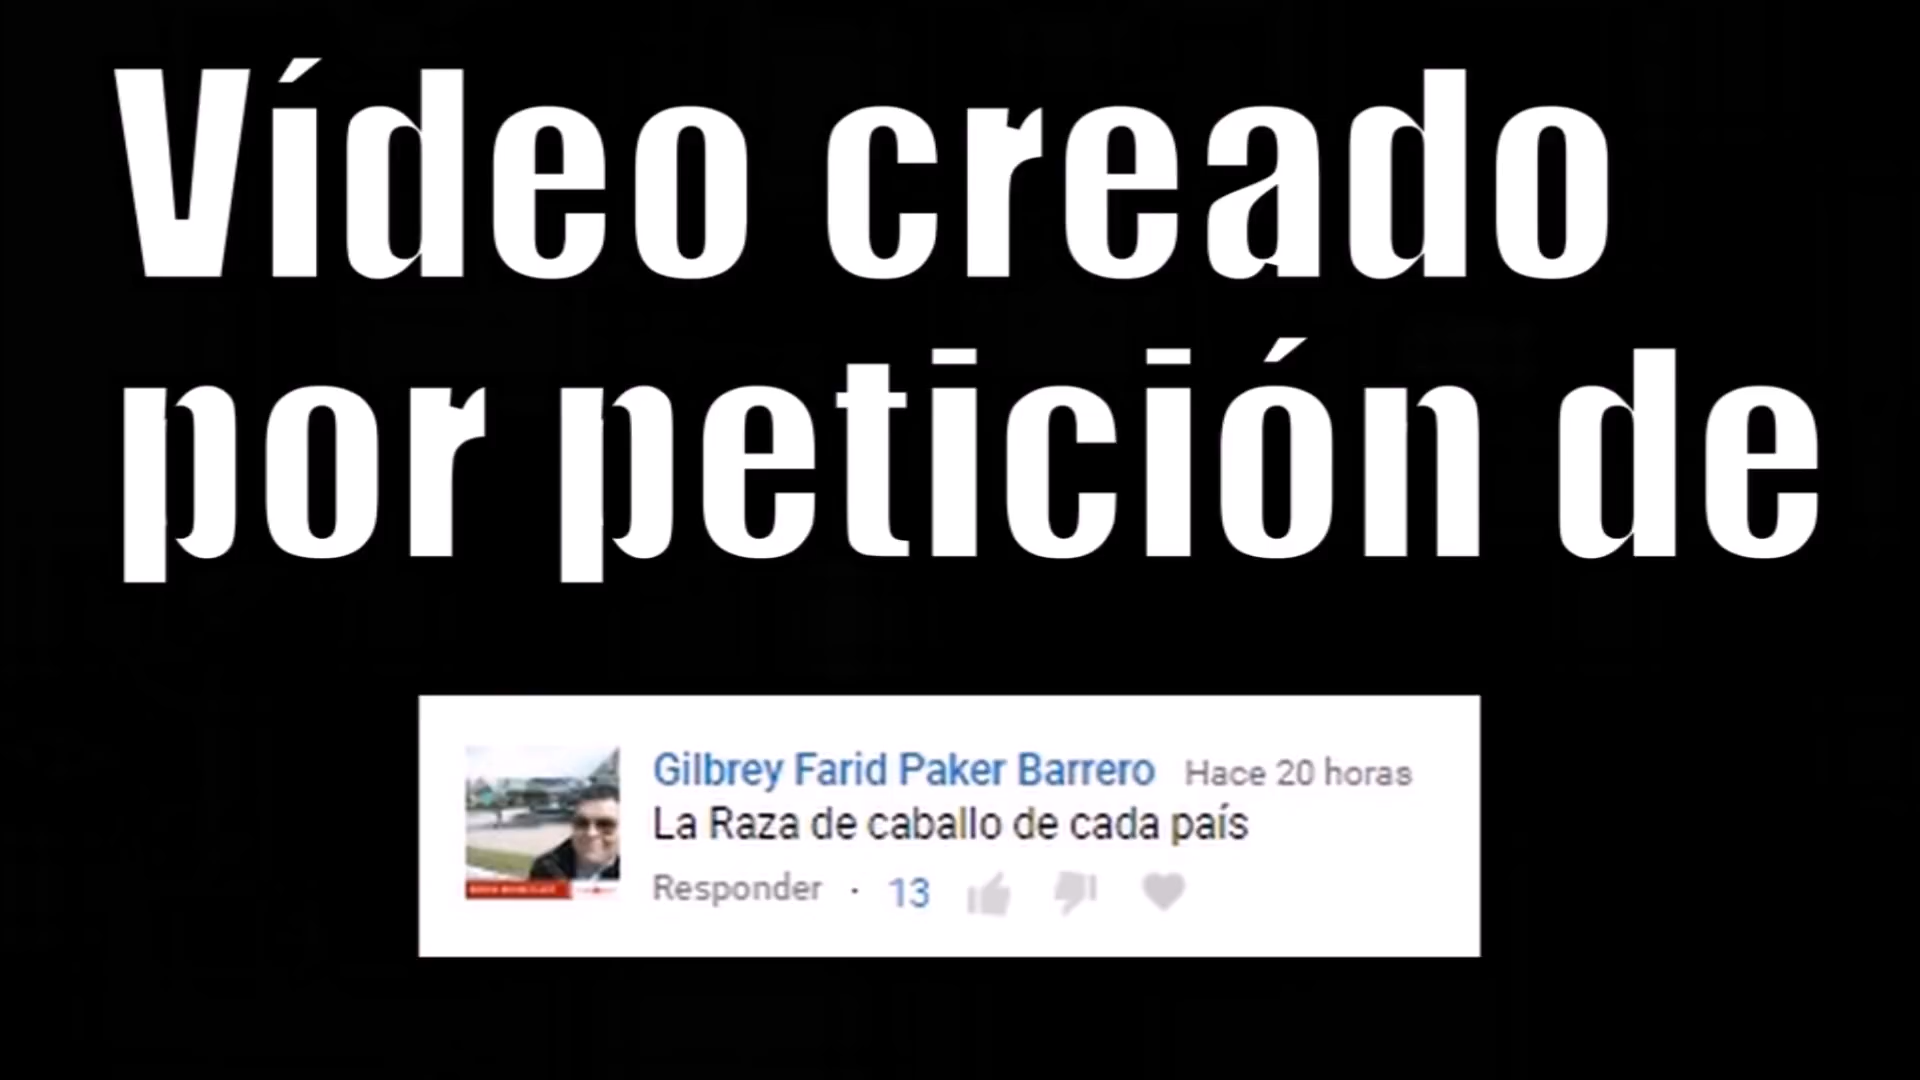 Vídeo creado
por petición de
Gilbrey Farid Paker Barrero Hace 20 horas
La Raza de caballo de cada país
Responder · 13